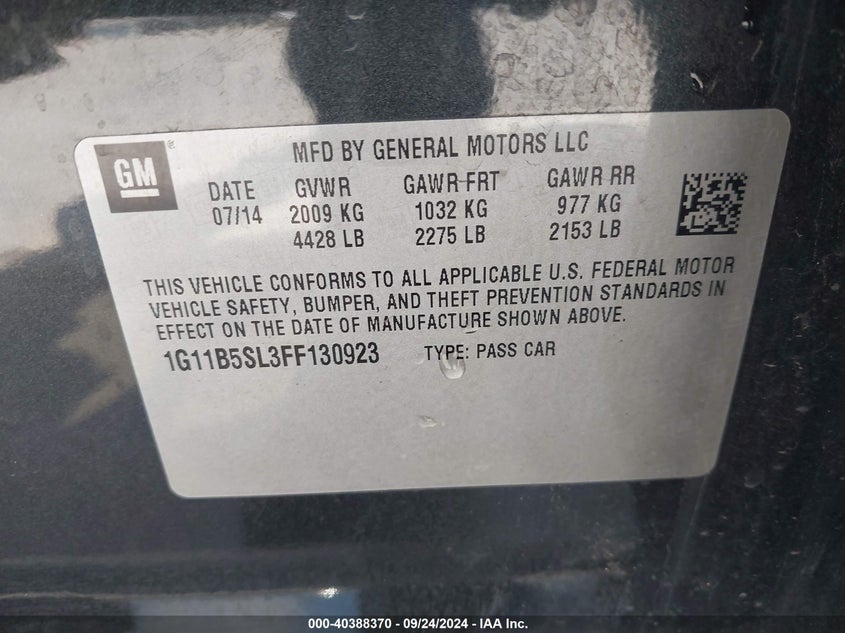 GM
MFD BY GENERAL MOTORS LLC
DATE GVWR GAWR FRT GAWR RR
07/14 2009 KG 1032 KG 977 KG
4428 LB 2275 LB 2153 LB
THIS VEHICLE CONFORMS TO ALL APPLICABLE U.S. FEDERAL MOTOR
VEHICLE SAFETY, BUMPER, AND THEFT PREVENTION STANDARDS IN
EFFECT ON THE DATE OF MANUFACTURE SHOWN ABOVE.
1G11B5SL3FF130923 TYPE: PASS CAR
000-40388370 - 09/24/2024 - IAA Inc.